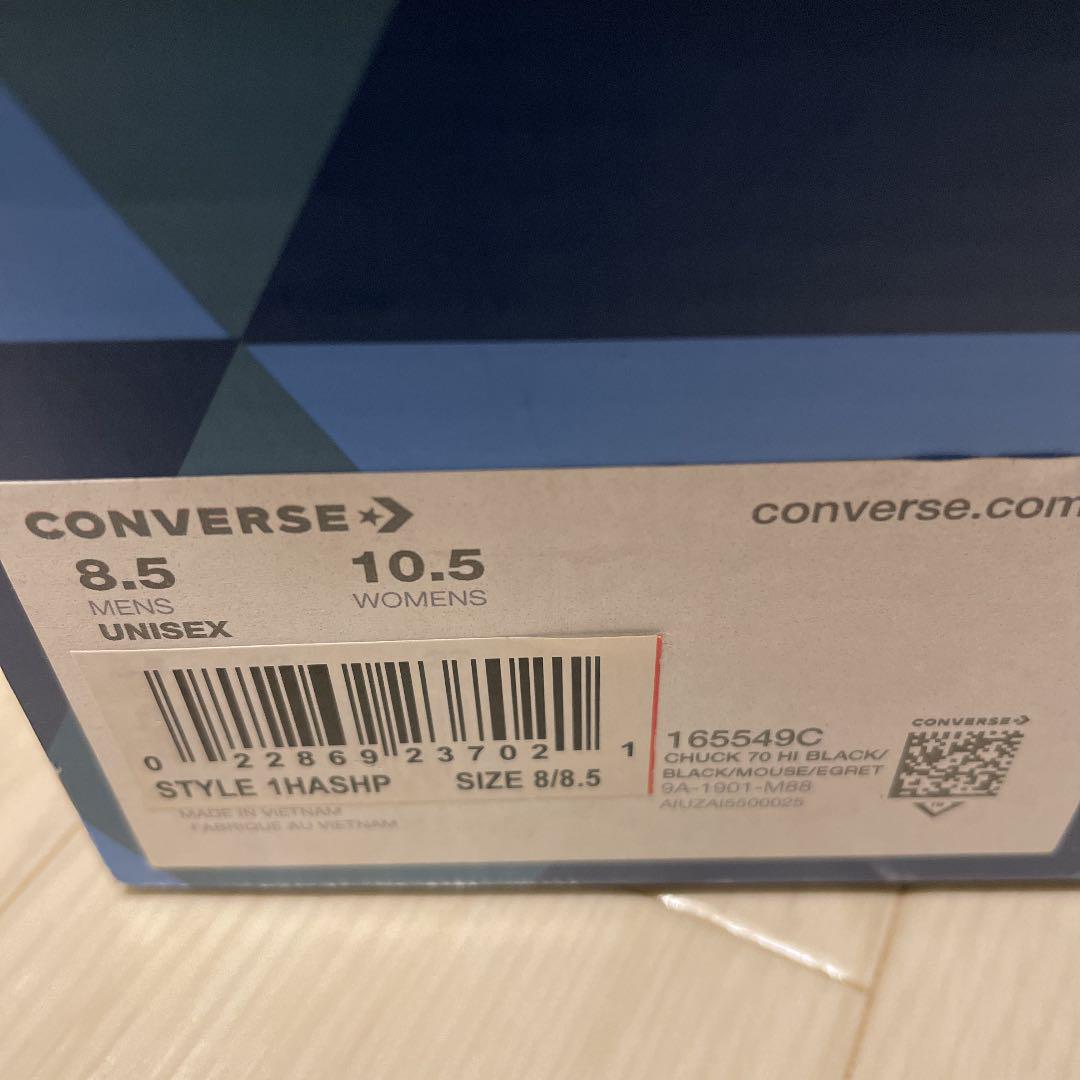 CONVERSE
converse.com
8.5 10.5
MENS WOMENS
UNISEX
0 22869 23702 1
STYLE 1HASHP SIZE 8/8.5
MADE IN VIETNAM
FABRIQUE AU VIETNAM
165549C
CHUCK 70 HI BLACK/
BLACK/MOUSE/EGRET
9A-1901-M88
AIUZAI5500025
CONVERSE